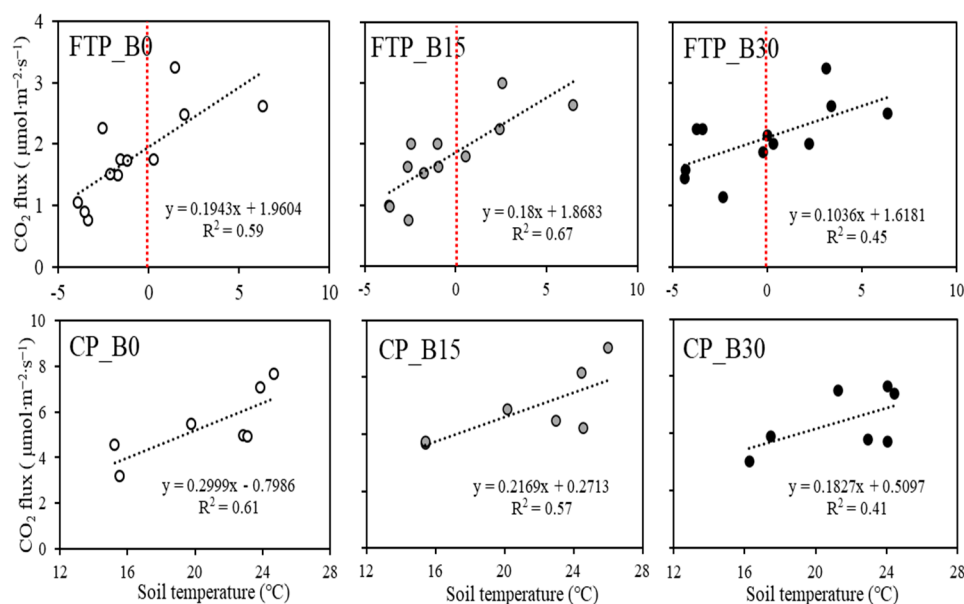 FTP_B0
CO₂ flux ( μmol·m⁻²·s⁻¹)
4
3
2
1
0
y = 0.1943x + 1.9604
R² = 0.59
-5 0 5 10
FTP_B15
y = 0.18x + 1.8683
R² = 0.67
-5 0 5 10
FTP_B30
y = 0.1036x + 1.6181
R² = 0.45
-5 0 5 10
CP_B0
CO₂ flux ( μmol·m⁻²·s⁻¹)
10
8
6
4
2
0
y = 0.2999x - 0.7986
R² = 0.61
12 16 20 24 28
Soil temperature (℃)
CP_B15
y = 0.2169x + 0.2713
R² = 0.57
12 16 20 24 28
Soil temperature (℃)
CP_B30
y = 0.1827x + 0.5097
R² = 0.41
12 16 20 24 28
Soil temperature (℃)